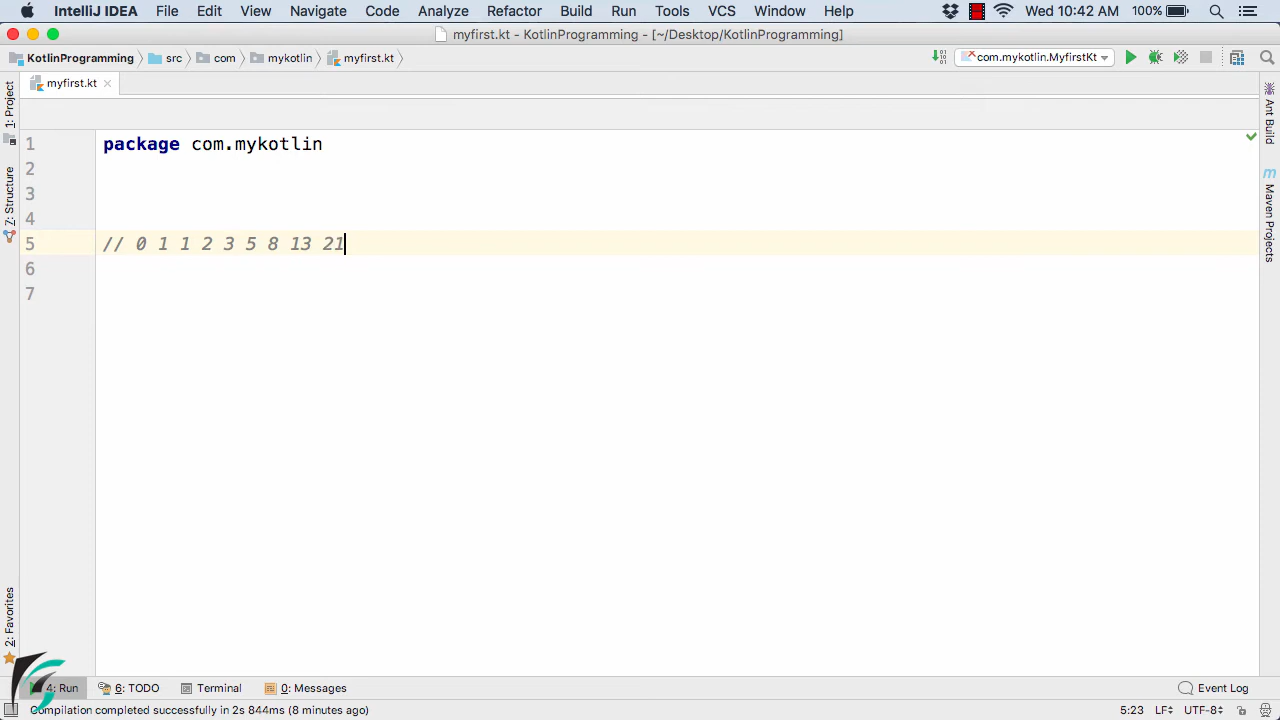 IntelliJ IDEA File Edit View Navigate Code Analyze Refactor Build Run Tools VCS Window Help Wed 10:42 AM 100%
myfirst.kt - KotlinProgramming - [~/Desktop/KotlinProgramming]
KotlinProgramming src com mykotlin myfirst.kt com.mykotlin.MyfirstKt
myfirst.kt
1: Project
7: Structure
2: Favorites
1 package com.mykotlin
2
3
4
5 // 0 1 1 2 3 5 8 13 21
6
7
Ant Build
m Maven Projects
4: Run 6: TODO Terminal 0: Messages Event Log
Compilation completed successfully in 2s 844ms (8 minutes ago) 5:23 LF UTF-8